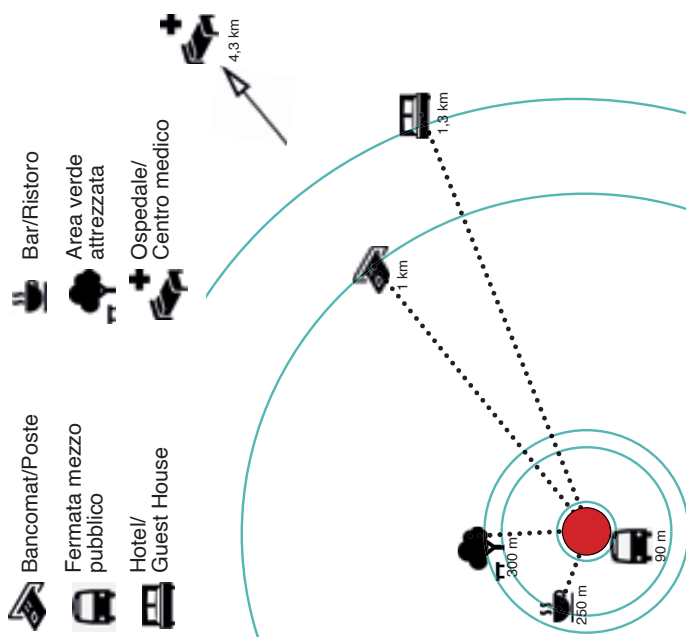 Bancomat/Poste
Fermata mezzo
pubblico
Hotel/
Guest House
Bar/Ristoro
Area verde
attrezzata
Ospedale/
Centro medico
4,3 km
1,3 km
1 km
300 m
250 m
90 m